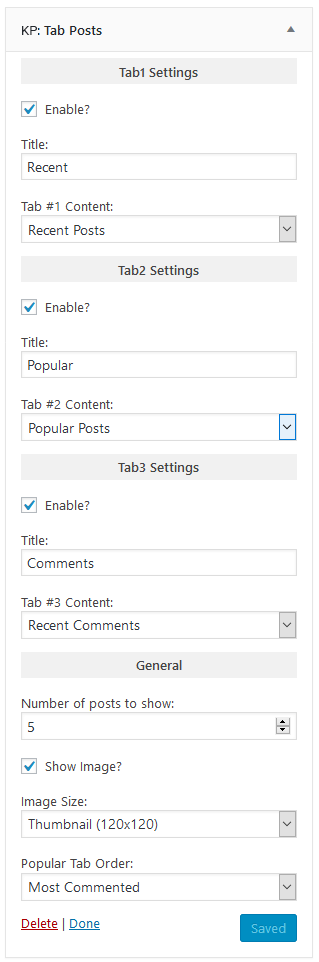 KP: Tab Posts
Tab1 Settings
Enable?
Title:
Recent
Tab #1 Content:
Recent Posts
Tab2 Settings
Enable?
Title:
Popular
Tab #2 Content:
Popular Posts
Tab3 Settings
Enable?
Title:
Comments
Tab #3 Content:
Recent Comments
General
Number of posts to show:
5
Show Image?
Image Size:
Thumbnail (120x120)
Popular Tab Order:
Most Commented
Delete | Done
Saved